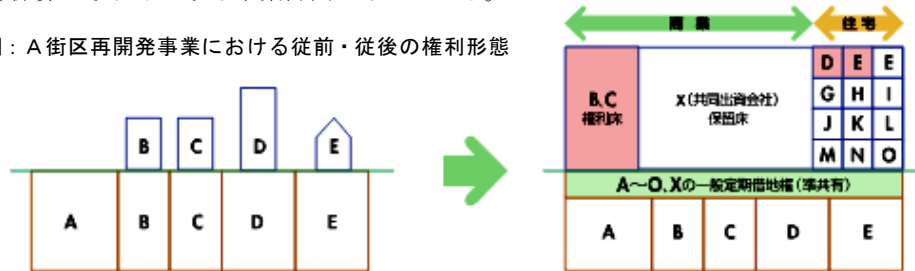 ：Ａ街区再開発事業における従前・従後の権利形態
商業
住宅
B
C
D
E
A
B
C
D
E
B,C
権利床
X（共同出資会社）
保留床
D E E
G H I
J K L
M N O
A～O,Xの一般定期借地権（準共有）
A
B
C
D
E